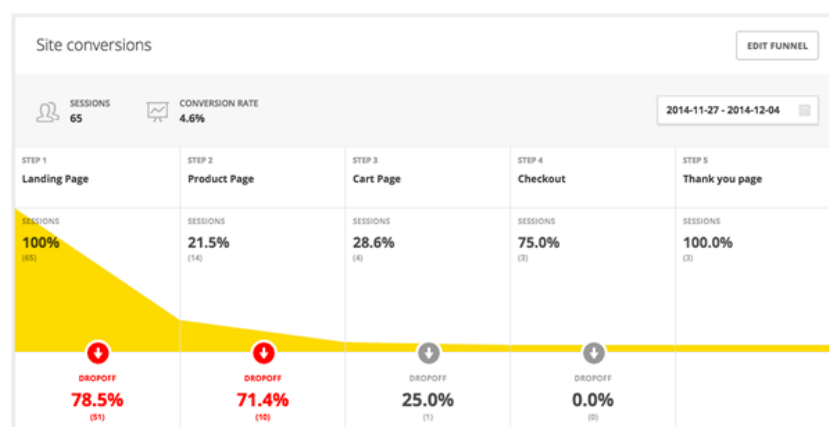 Site conversions
EDIT FUNNEL
SESSIONS
65
CONVERSION RATE
4.6%
2014-11-27 - 2014-12-04
STEP 1
Landing Page
STEP 2
Product Page
STEP 3
Cart Page
STEP 4
Checkout
STEP 5
Thank you page
SESSIONS
100%
(65)
SESSIONS
21.5%
(14)
SESSIONS
28.6%
(4)
SESSIONS
75.0%
(3)
SESSIONS
100.0%
(3)
DROPOFF
78.5%
(51)
DROPOFF
71.4%
(10)
DROPOFF
25.0%
(1)
DROPOFF
0.0%
(0)